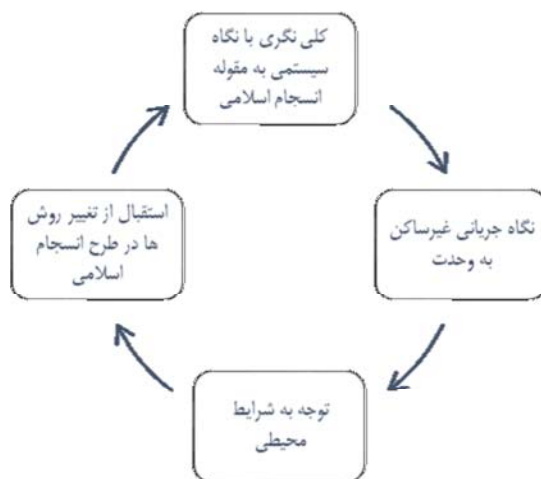 کلی نگری با نگاه
سیستمی به مقوله
انسجام اسلامی
نگاه جریانی غیرساکن
به وحدت
توجه به شرایط
محیطی
استقبال از تغییر روش
ها در طرح انسجام
اسلامی